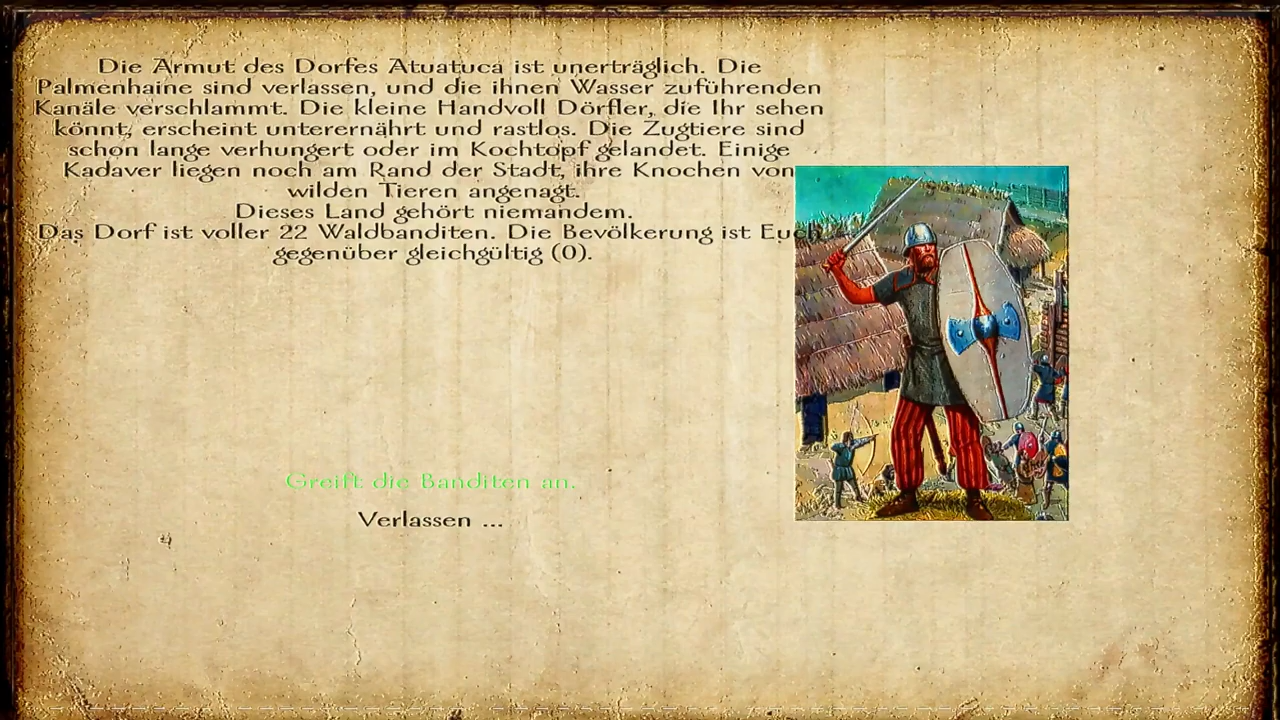 Die Armut des Dorfes Atuatuca ist unerträglich. Die
Palmenhaine sind verlassen, und die ihnen Wasser zuführenden
Kanäle verschlammt. Die kleine Handvoll Dörfler, die Ihr sehen
könnt, erscheint unterernährt und rastlos. Die Zugtiere sind
schon lange verhungert oder im Kochtopf gelandet. Einige
Kadaver liegen noch am Rand der Stadt, ihre Knochen von
wilden Tieren angenagt.
Dieses Land gehört niemandem.
Das Dorf ist voller 22 Waldbanditen. Die Bevölkerung ist Euch
gegenüber gleichgültig (0).
Greift die Banditen an.
Verlassen ...